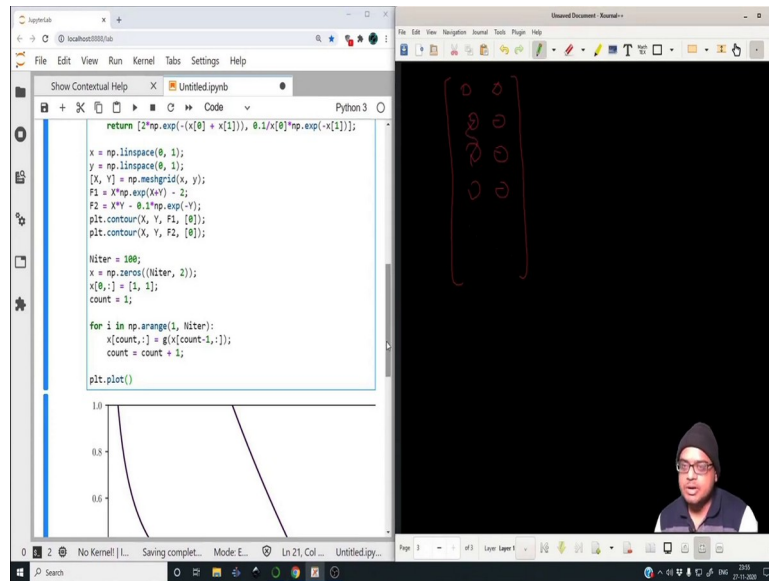 JupyterLab
localhost:8888/lab
File Edit View Run Kernel Tabs Settings Help
Show Contextual Help
Untitled.ipynb
Code
Python 3
return [2*np.exp(-(x[0] + x[1])), 0.1/x[0]*np.exp(-x[1])];
x = np.linspace(0, 1);
y = np.linspace(0, 1);
[X, Y] = np.meshgrid(x, y);
F1 = X*np.exp(X+Y) - 2;
F2 = X*Y - 0.1*np.exp(-Y);
plt.contour(X, Y, F1, [0]);
plt.contour(X, Y, F2, [0]);
Niter = 100;
x = np.zeros((Niter, 2));
x[0,:] = [1, 1];
count = 1;
for i in np.arange(1, Niter):
x[count,:] = g(x[count-1,:]);
count = count + 1;
plt.plot()
1.0
0.8
0.6
0 2 No Kernel! | I... Saving complet... Mode: E... Ln 21, Col ... Untitled.ipy...
Search
Unsaved Document - Xournal++
File Edit View Navigation Journal Tools Plugin Help
Page 3 of3 Layer Layer 1
ENG 23:55
27-11-2020